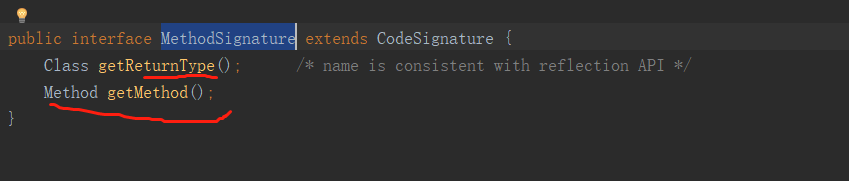 public interface MethodSignature extends CodeSignature {
Class getReturnType(); /* name is consistent with reflection API */
Method getMethod();
}